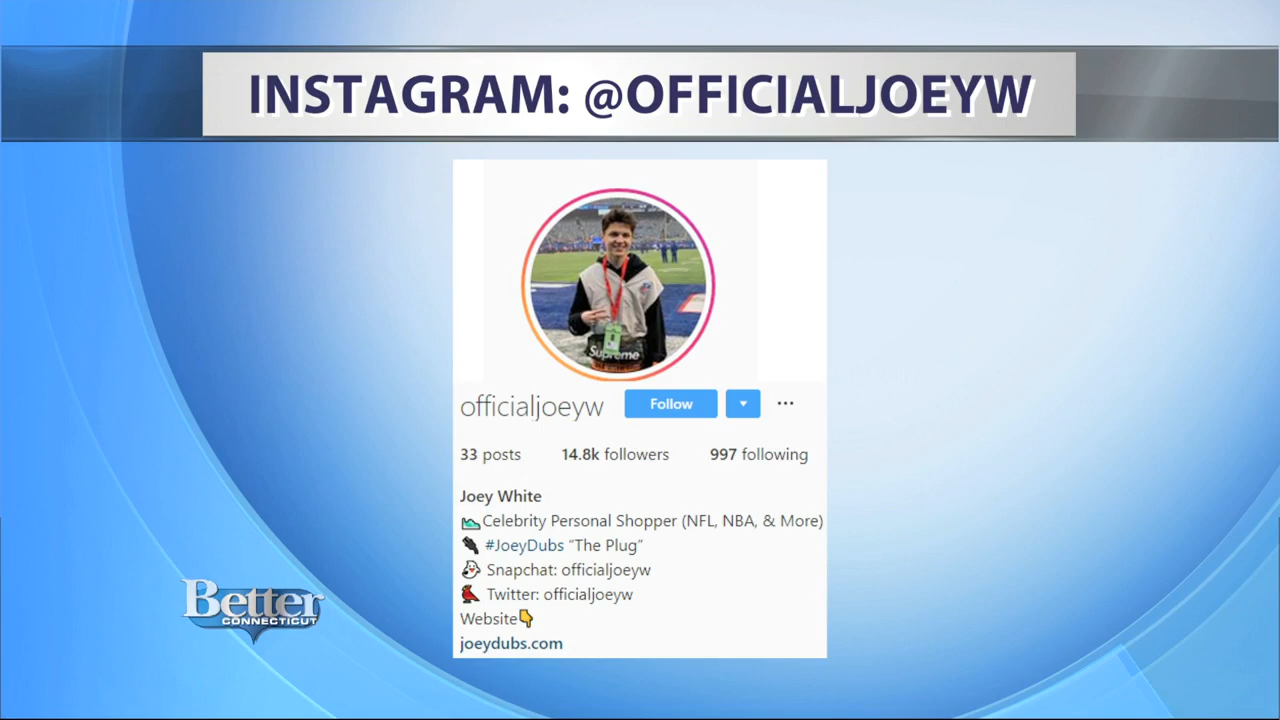 INSTAGRAM: @OFFICIALJOEYW
Supreme
officialjoeyw Follow
33 posts 14.8k followers 997 following
Joey White
Celebrity Personal Shopper (NFL, NBA, & More)
#JoeyDubs “The Plug”
Snapchat: officialjoeyw
Twitter: officialjoeyw
Website
joeydubs.com
Better
CONNECTICUT